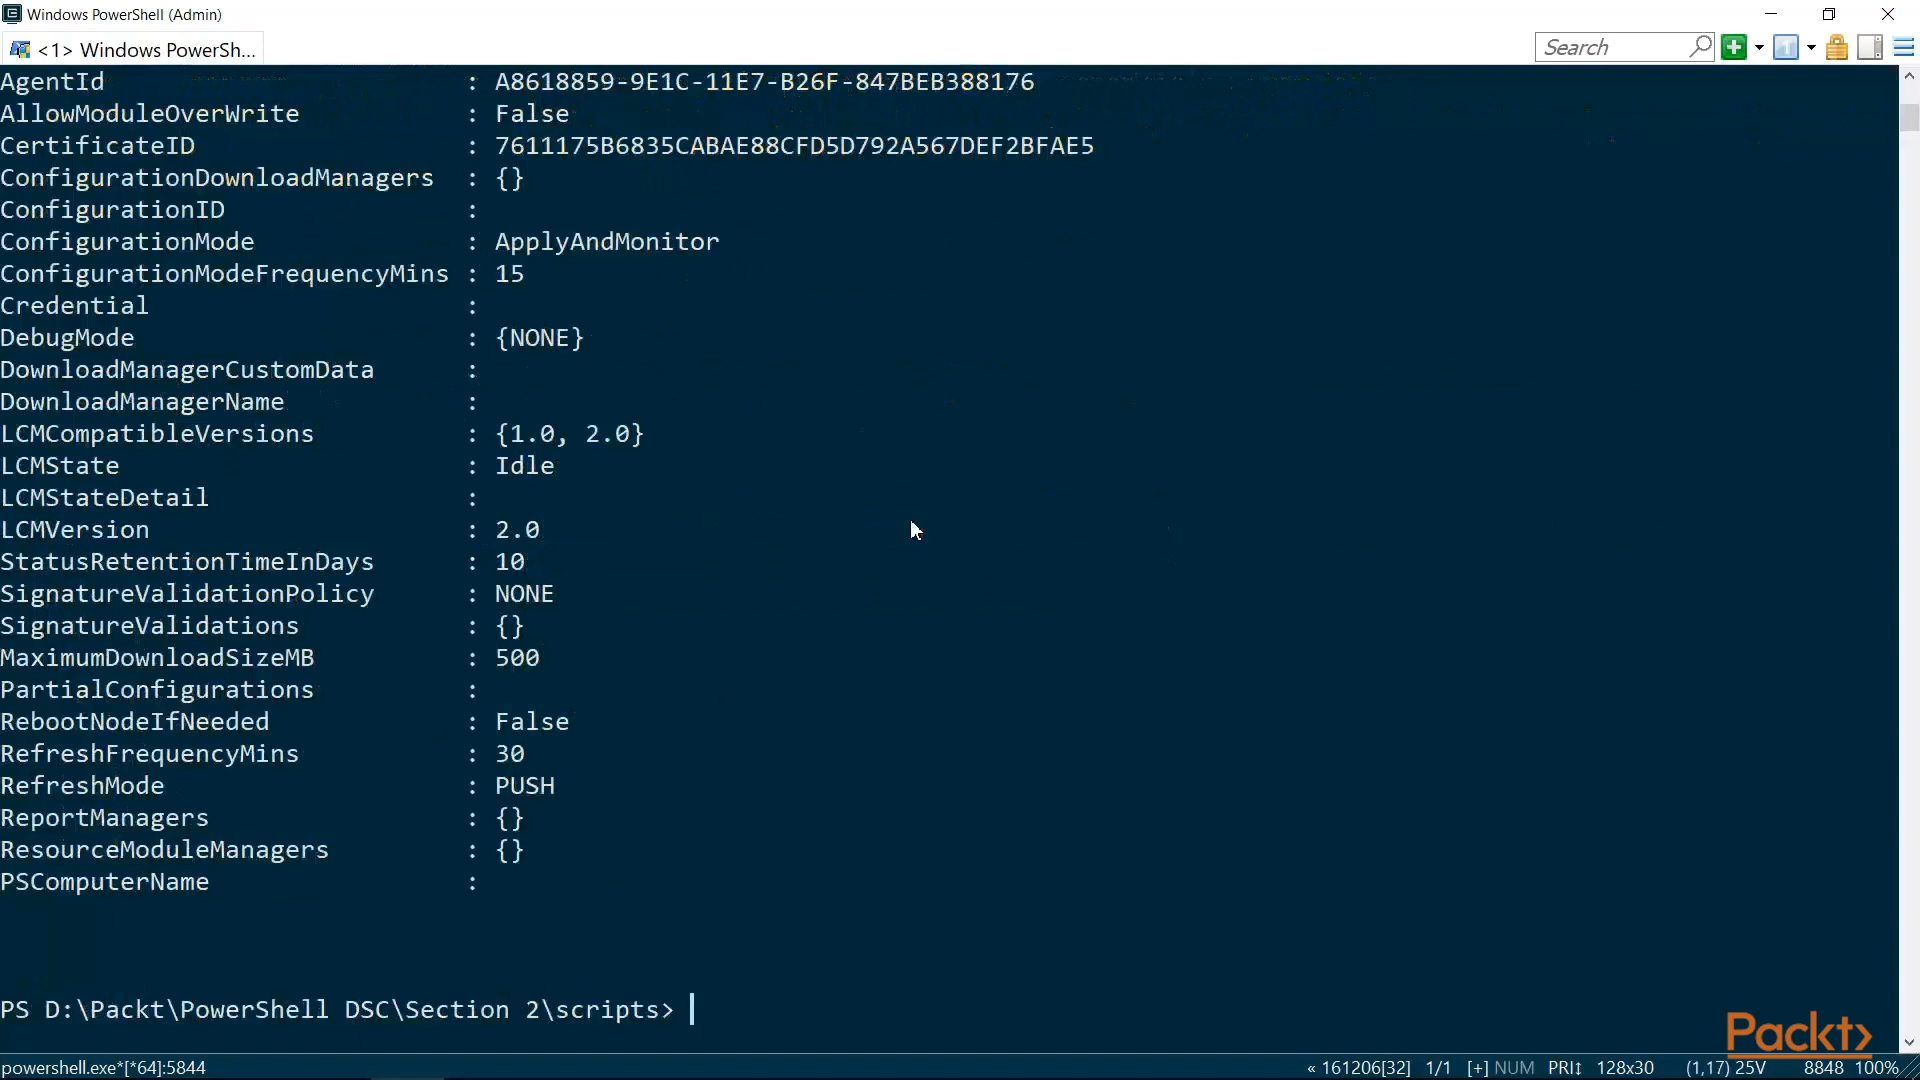 Windows PowerShell (Admin)
<1> Windows PowerSh...
Search
AgentId : A8618859-9E1C-11E7-B26F-847BEB388176
AllowModuleOverWrite : False
CertificateID : 7611175B6835CABAE88CFD5D792A567DEF2BFAE5
ConfigurationDownloadManagers : {}
ConfigurationID :
ConfigurationMode : ApplyAndMonitor
ConfigurationModeFrequencyMins : 15
Credential :
DebugMode : {NONE}
DownloadManagerCustomData :
DownloadManagerName :
LCMCompatibleVersions : {1.0, 2.0}
LCMState : Idle
LCMStateDetail :
LCMVersion : 2.0
StatusRetentionTimeInDays : 10
SignatureValidationPolicy : NONE
SignatureValidations : {}
MaximumDownloadSizeMB : 500
PartialConfigurations :
RebootNodeIfNeeded : False
RefreshFrequencyMins : 30
RefreshMode : PUSH
ReportManagers : {}
ResourceModuleManagers : {}
PSComputerName :
PS D:\Packt\PowerShell DSC\Section 2\scripts>
Packt>
powershell.exe*[*64]:5844 « 161206[32] 1/1 [+] NUM PRI↕ 128x30 (1,17) 25V 8848 100%